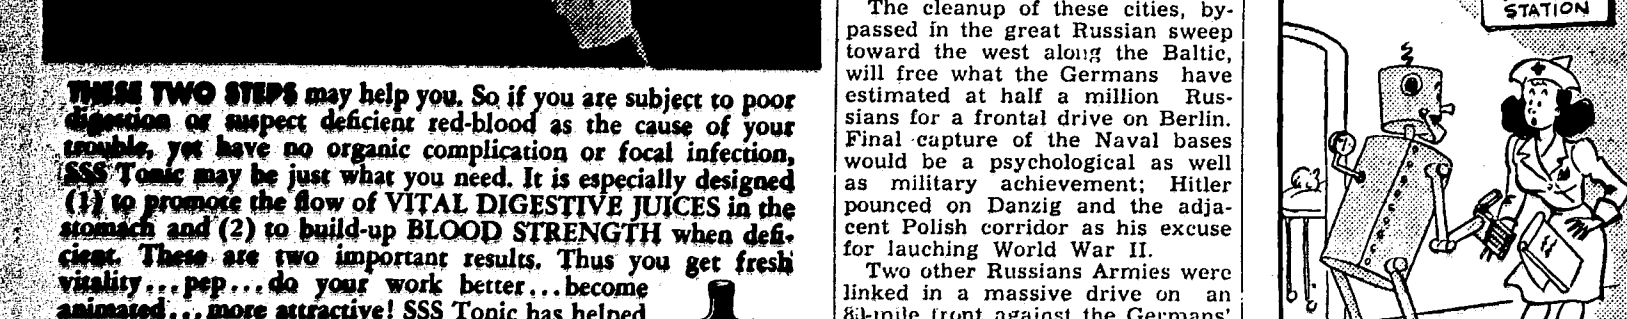 THESE TWO STEPS may help you. So if you are subject to poor
digestion or suspect deficient red-blood as the cause of your
trouble, yet have no organic complication or focal infection,
SSS Tonic may be just what you need. It is especially designed
(1) to promote the flow of VITAL DIGESTIVE JUICES in the
stomach and (2) to build-up BLOOD STRENGTH when defi-
cient. These are two important results. Thus you get fresh
vitality...pep...do your work better...become
animated...more attractive! SSS Tonic has helped
The cleanup of these cities, by-
passed in the great Russian sweep
toward the west along the Baltic,
will free what the Germans have
estimated at half a million Rus-
sians for a frontal drive on Berlin.
Final capture of the Naval bases
would be a psychological as well
as military achievement; Hitler
pounced on Danzig and the adja-
cent Polish corridor as his excuse
for lauching World War II.
Two other Russians Armies were
linked in a massive drive on an
-mile front against the Germans'
STATION